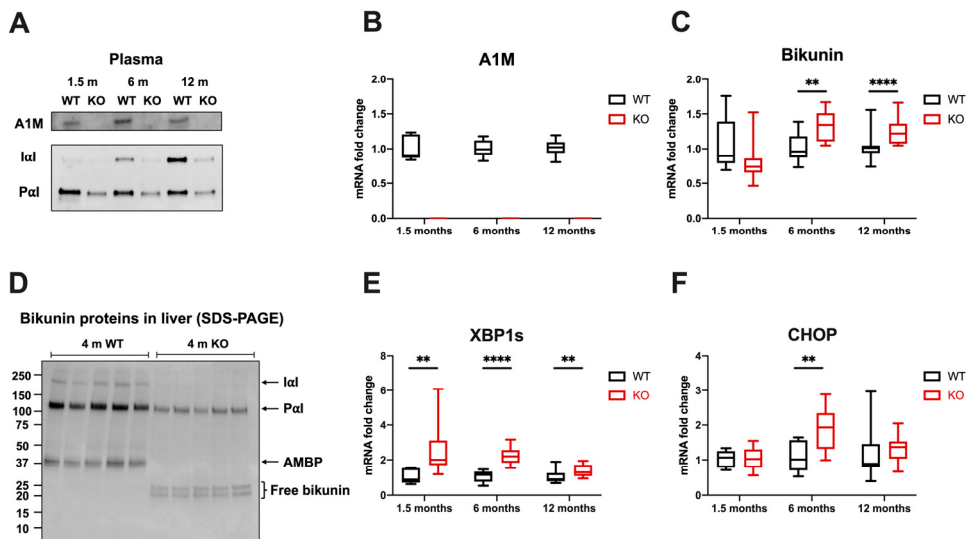 A
Plasma
1.5 m 6 m 12 m
WT KO WT KO WT KO
A1M
IαI
PαI
B
A1M
mRNA fold change
2.0
1.5
1.0
0.5
0.0
1.5 months 6 months 12 months
WT
KO
C
Bikunin
mRNA fold change
2.0
1.5
1.0
0.5
0.0
** ****
1.5 months 6 months 12 months
WT
KO
D
Bikunin proteins in liver (SDS-PAGE)
4 m WT 4 m KO
250
150
100
75
50
37
25
20
15
10
IαI
PαI
AMBP
Free bikunin
E
XBP1s
mRNA fold change
8
6
4
2
0
** **** **
1.5 months 6 months 12 months
WT
KO
F
CHOP
mRNA fold change
4
3
2
1
0
**
1.5 months 6 months 12 months
WT
KO